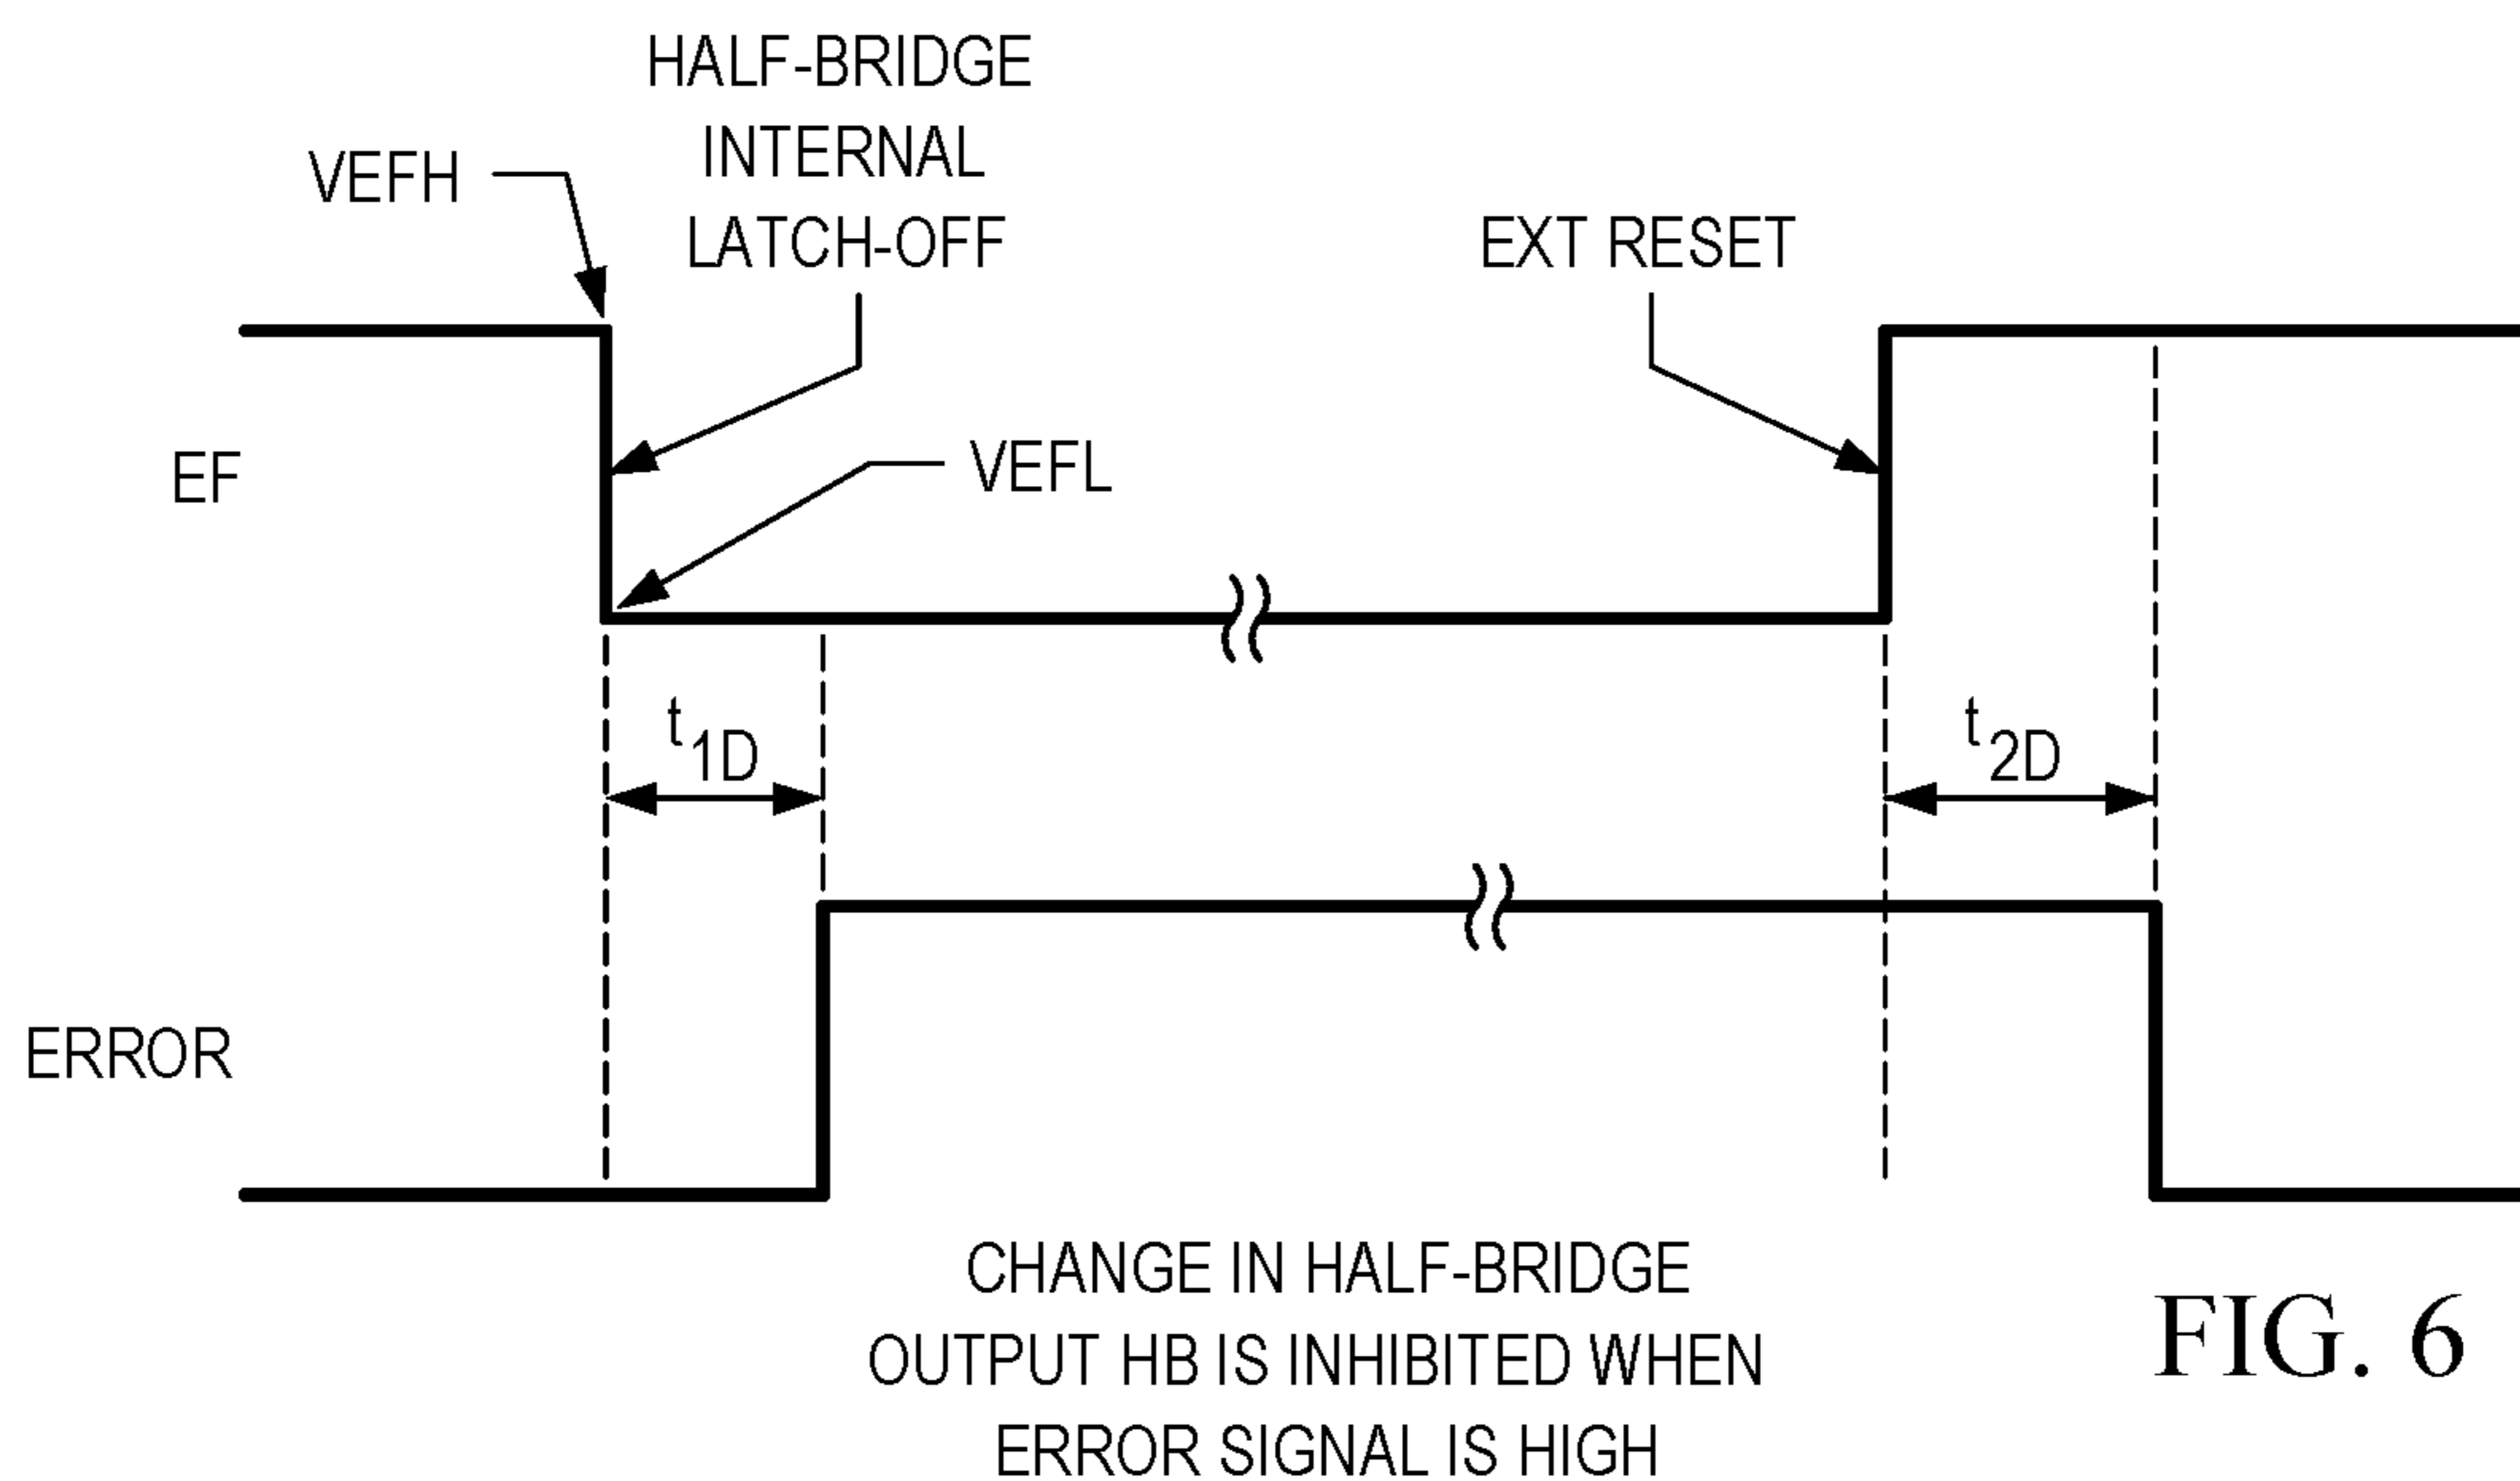 HALF-BRIDGE
INTERNAL
LATCH-OFF
VEFH
EXT RESET
EF
VEFL
t1D
t2D
ERROR
CHANGE IN HALF-BRIDGE
OUTPUT HB IS INHIBITED WHEN
ERROR SIGNAL IS HIGH
FIG. 6